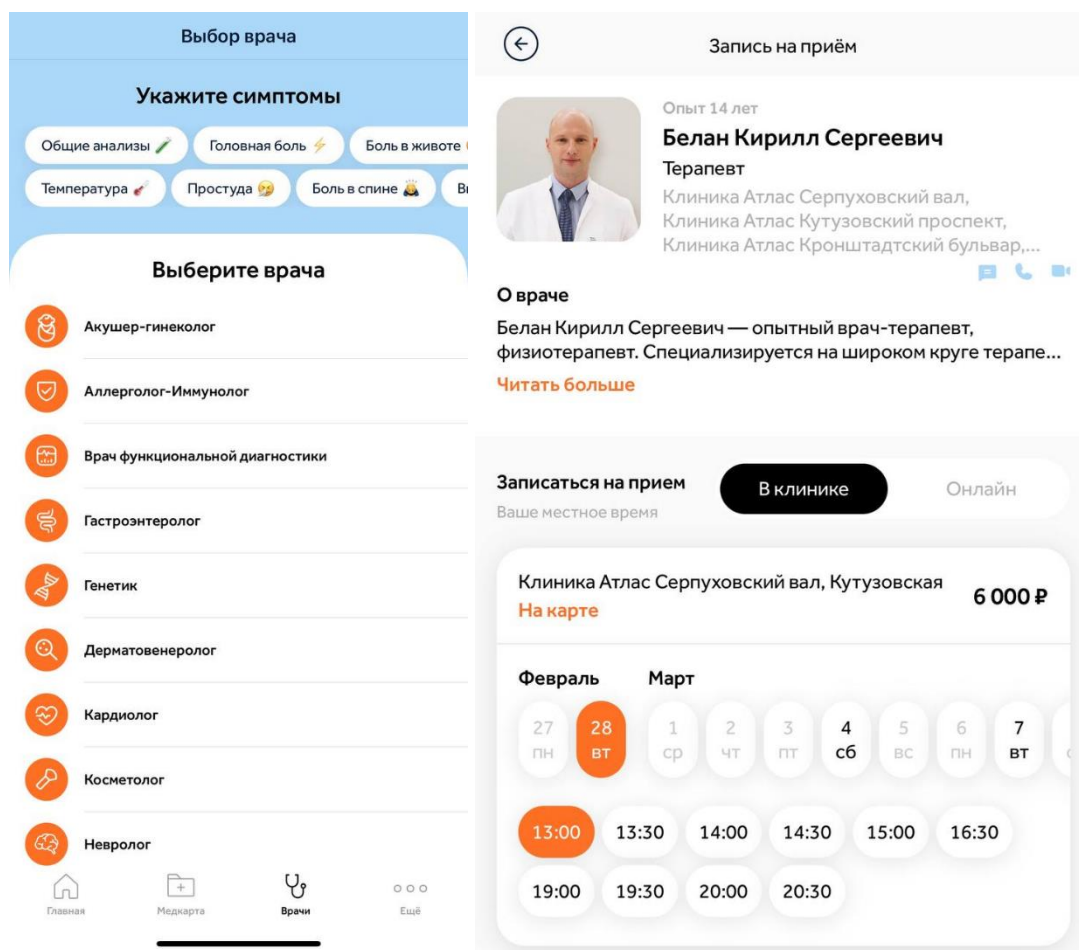 Выбор врача
Укажите симптомы
Общие анализы
Головная боль
Боль в животе
Температура
Простуда
Боль в спине
Выберите врача
Акушер-гинеколог
Аллерголог-Иммунолог
Врач функциональной диагностики
Гастроэнтеролог
Генетик
Дерматовенеролог
Кардиолог
Косметолог
Невролог
Главная
Медкарта
Врачи
Ещё
Запись на приём
Опыт 14 лет
Белан Кирилл Сергеевич
Терапевт
Клиника Атлас Серпуховский вал,
Клиника Атлас Кутузовский проспект,
Клиника Атлас Кронштадтский бульвар,...
О враче
Белан Кирилл Сергеевич — опытный врач-терапевт,
физиотерапевт. Специализируется на широком круге терапе...
Читать больше
Записаться на прием
Ваше местное время
В клинике
Онлайн
Клиника Атлас Серпуховский вал, Кутузовская
6 000 ₽
На карте
Февраль Март
27 28 1 2 3 4 5 6 7
пн вт ср чт пт сб вс пн вт
13:00 13:30 14:00 14:30 15:00 16:30
19:00 19:30 20:00 20:30